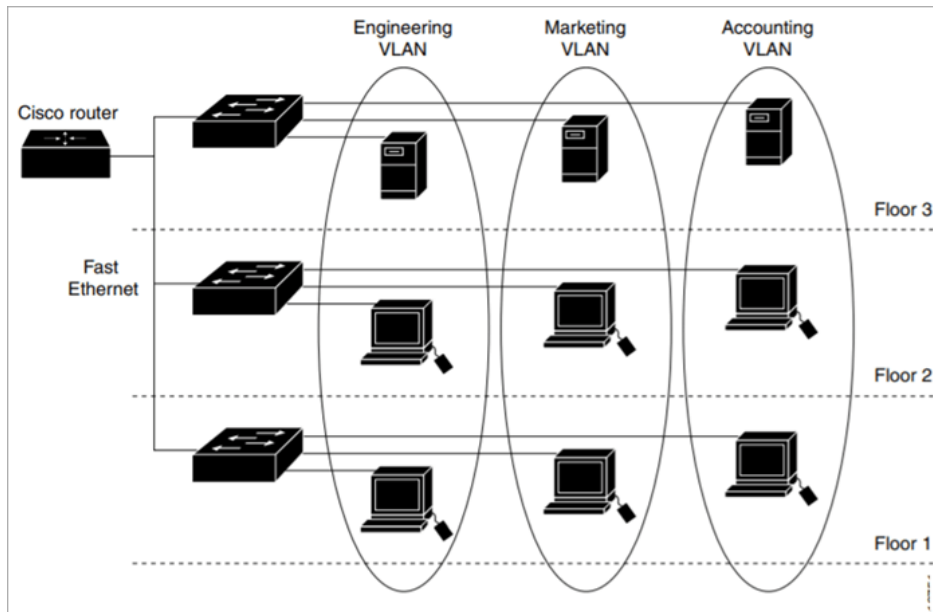 Engineering
VLAN
Marketing
VLAN
Accounting
VLAN
Cisco router
Floor 3
Fast
Ethernet
Floor 2
Floor 1